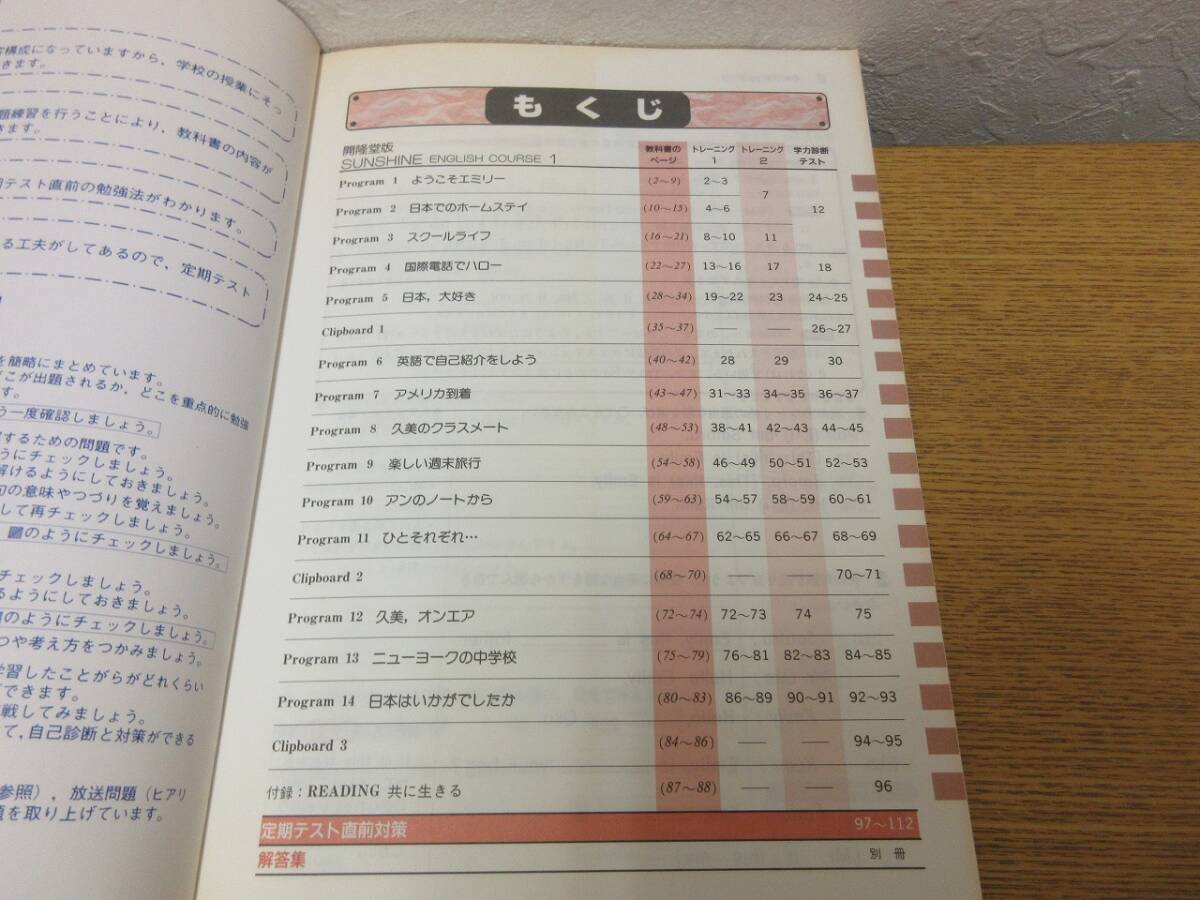 構成になっていますから，学校の授業にそっ
きます。
題練習を行うことにより，教科書の内容が
きます。
期テスト直前の勉強法がわかります。
る工夫がしてあるので，定期テスト
を簡略にまとめています。
どこが出題されるか，どこを重点的に勉強
す。
う一度確認しましょう。
するための問題です。
うにチェックしましょう。
解けるようにしておきましょう。
句の意味やつづりを覚えましょう。
して再チェックしましょう。
のようにチェックしましょう。
チェックしましょう。
るようにしておきましょう。
のようにチェックしましょう。
つや考え方をつかみましょう。
学習したことがらがどれくらい
できます。
戦してみましょう。
て，自己診断と対策ができる
参照），放送問題（ヒアリ
題を取り上げています。
もくじ
開隆堂版
SUNSHINE ENGLISH COURSE 1 教科書のページ トレーニング1 トレーニング2 学力診断テスト
Program 1 ようこそエミリー (2～9) 2～3
7
Program 2 日本でのホームステイ (10～15) 4～6 12
Program 3 スクールライフ (16～21) 8～10 11
Program 4 国際電話でハロー (22～27) 13～16 17 18
Program 5 日本，大好き (28～34) 19～22 23 24～25
Clipboard 1 (35～37) — — 26～27
Program 6 英語で自己紹介をしよう (40～42) 28 29 30
Program 7 アメリカ到着 (43～47) 31～33 34～35 36～37
Program 8 久美のクラスメート (48～53) 38～41 42～43 44～45
Program 9 楽しい週末旅行 (54～58) 46～49 50～51 52～53
Program 10 アンのノートから (59～63) 54～57 58～59 60～61
Program 11 ひとそれぞれ… (64～67) 62～65 66～67 68～69
Clipboard 2 (68～70) — — 70～71
Program 12 久美，オンエア (72～74) 72～73 74 75
Program 13 ニューヨークの中学校 (75～79) 76～81 82～83 84～85
Program 14 日本はいかがでしたか (80～83) 86～89 90～91 92～93
Clipboard 3 (84～86) — — 94～95
付録：READING 共に生きる (87～88) — — 96
定期テスト直前対策 97～112
解答集 別冊